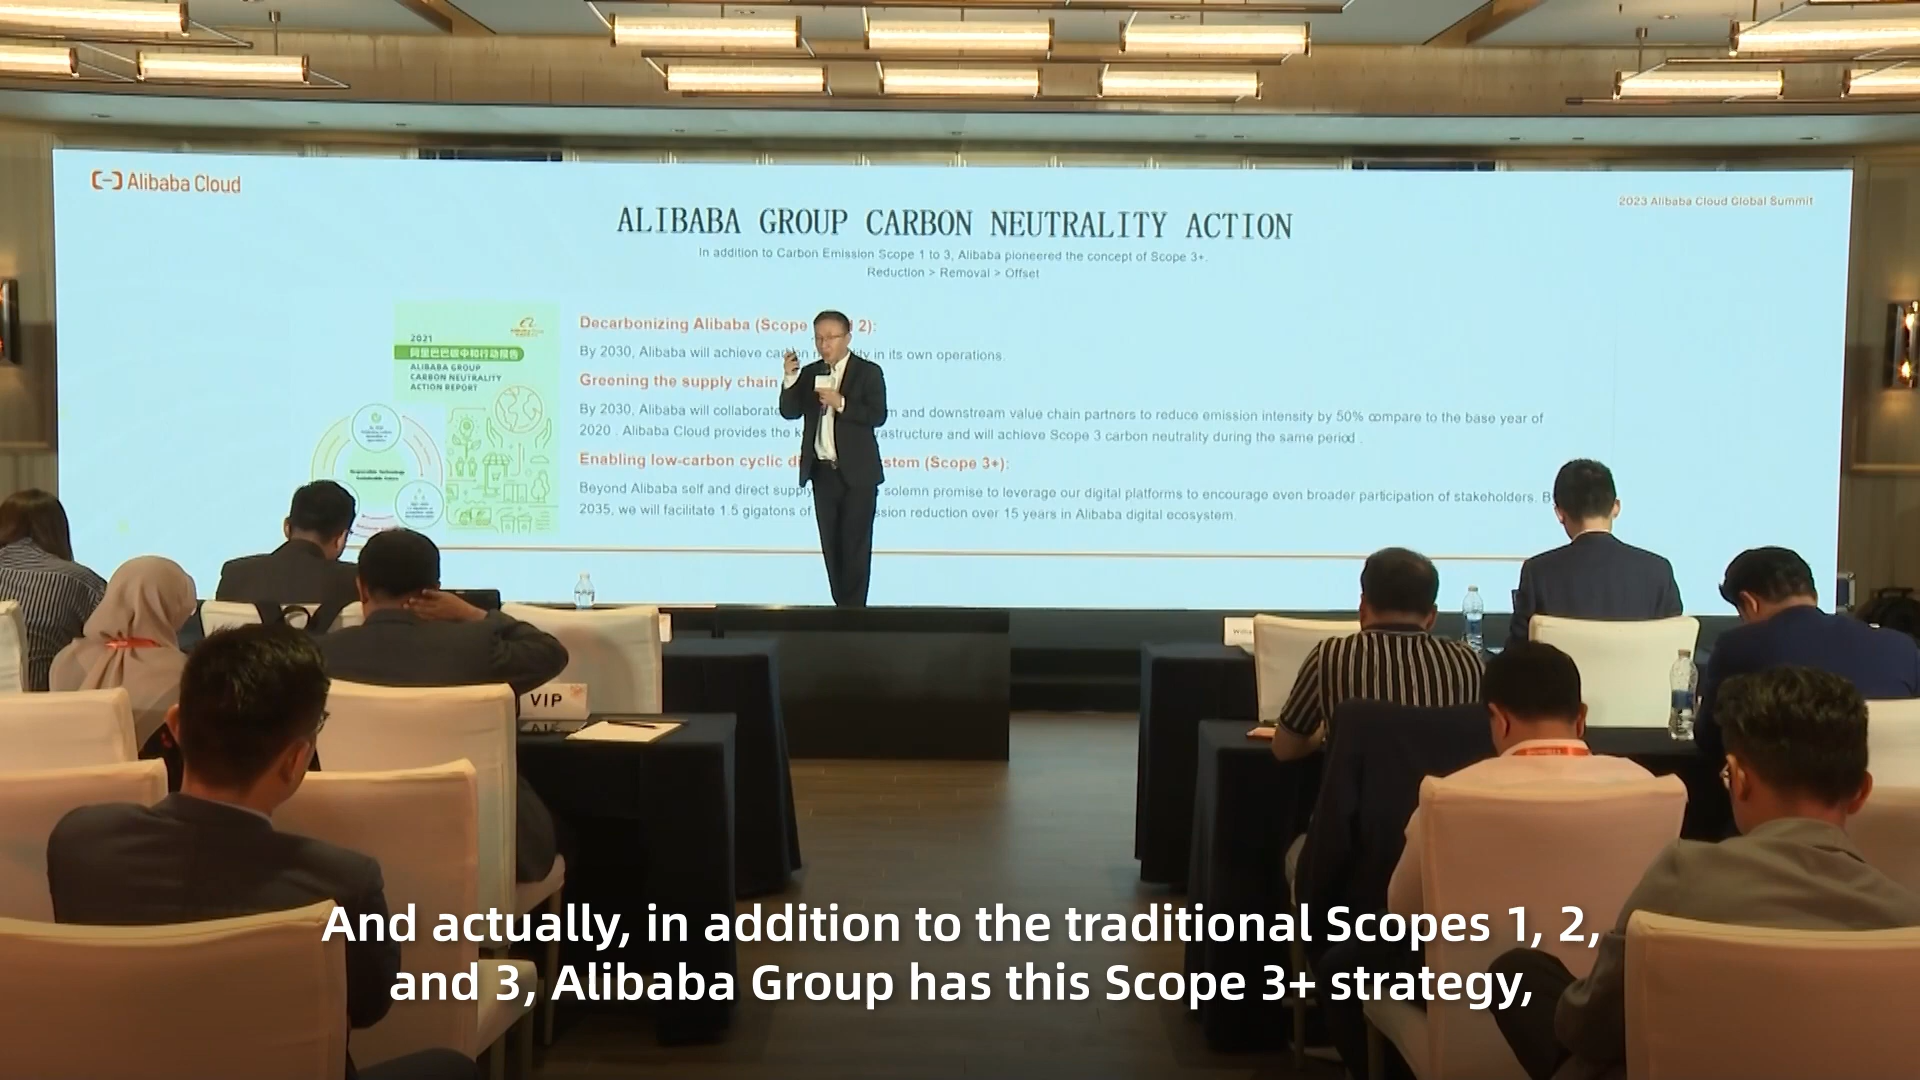 Alibaba Cloud
2023 Alibaba Cloud Global Summit
ALIBABA GROUP CARBON NEUTRALITY ACTION
In addition to Carbon Emission Scope 1 to 3, Alibaba pioneered the concept of Scope 3+.
Reduction > Removal > Offset
2021
阿里巴巴碳中和行动报告
ALIBABA GROUP
CARBON NEUTRALITY
ACTION REPORT
Decarbonizing Alibaba (Scope 2):
By 2030, Alibaba will achieve in its own operations.
Greening the supply chain
By 2030, Alibaba will and downstream value chain partners to reduce emission intensity by 50% compare to the base year of
2020 . Alibaba Cloud provides the and will achieve Scope 3 carbon neutrality during the same period .
Enabling low-carbon cyclic (Scope 3+):
Beyond Alibaba self and direct solemn promise to leverage our digital platforms to encourage even broader participation of stakeholders.
2035, we will facilitate 1.5 gigatons of reduction over 15 years in Alibaba digital ecosystem.
VIP
And actually, in addition to the traditional Scopes 1, 2,
and 3, Alibaba Group has this Scope 3+ strategy,